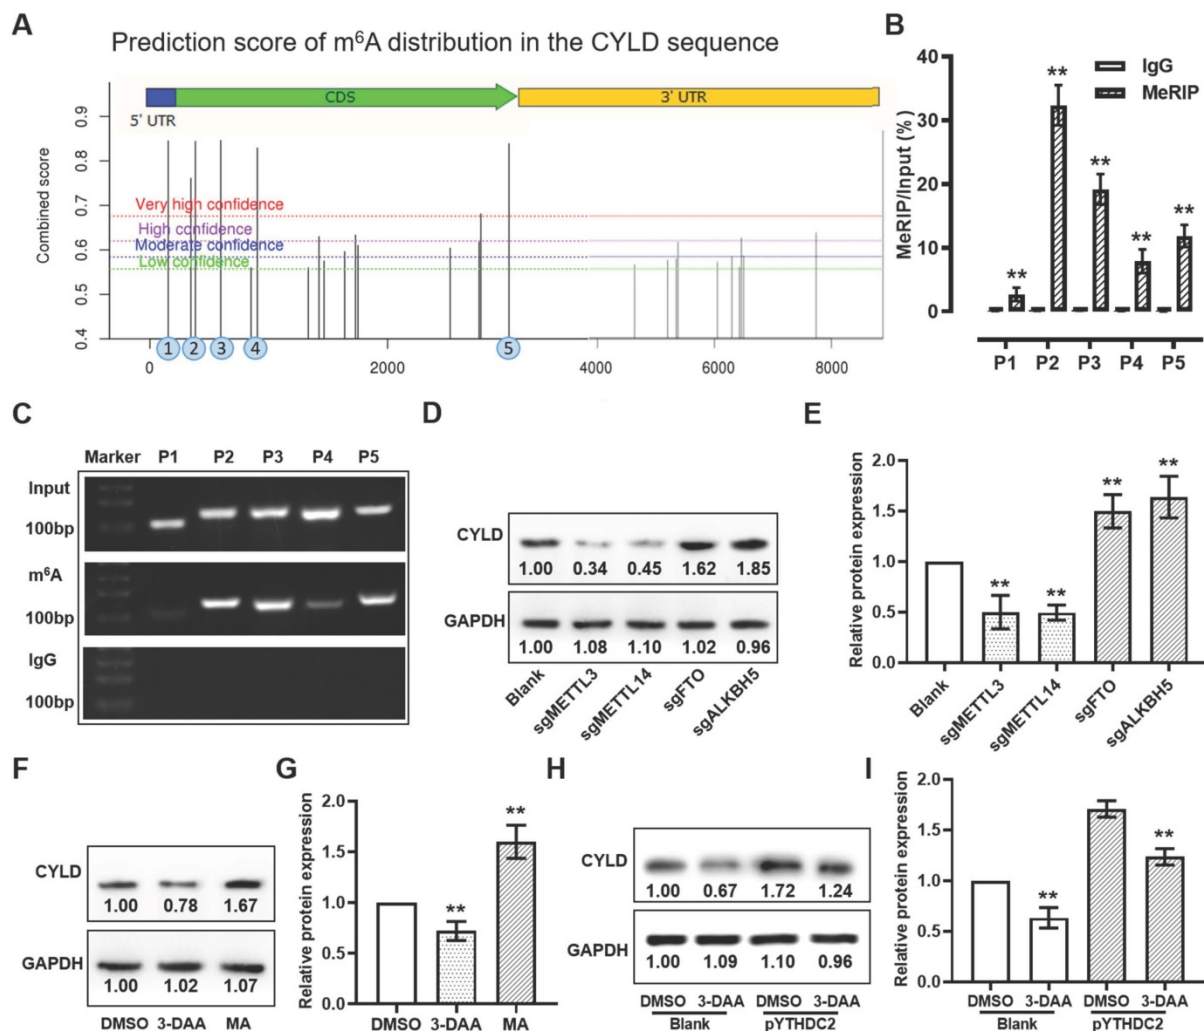 A
Prediction score of m⁶A distribution in the CYLD sequence
CDS
3' UTR
5' UTR
Combined score
0.9
0.8
0.7
0.6
0.5
0.4
Very high confidence
High confidence
Moderate confidence
Low confidence
1 2 3 4 5
0 2000 4000 6000 8000
B
IgG
MeRIP
MeRIP/Input (%)
40
30
20
10
0
** ** ** ** **
P1 P2 P3 P4 P5
C
Marker P1 P2 P3 P4 P5
Input
100bp
m⁶A
100bp
IgG
100bp
D
CYLD
1.00 0.34 0.45 1.62 1.85
GAPDH
1.00 1.08 1.10 1.02 0.96
Blank sgMETTL3 sgMETTL14 sgFTO sgALKBH5
E
Relative protein expression
2.0
1.5
1.0
0.5
0.0
** ** ** **
Blank sgMETTL3 sgMETTL14 sgFTO sgALKBH5
F
CYLD
1.00 0.78 1.67
GAPDH
1.00 1.02 1.07
DMSO 3-DAA MA
G
Relative protein expression
2.0
1.5
1.0
0.5
0.0
** **
DMSO 3-DAA MA
H
CYLD
1.00 0.67 1.72 1.24
GAPDH
1.00 1.09 1.10 0.96
DMSO 3-DAA DMSO 3-DAA
Blank pYTHDC2
I
Relative protein expression
2.0
1.5
1.0
0.5
0.0
** **
DMSO 3-DAA DMSO 3-DAA
Blank pYTHDC2